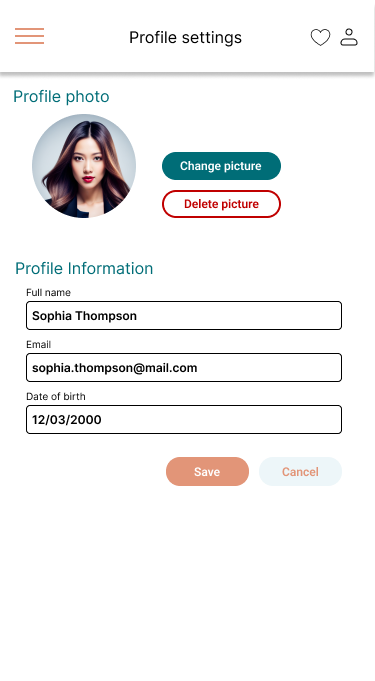 Profile settings
Profile photo
Change picture
Delete picture
Profile Information
Full name
Sophia Thompson
Email
sophia.thompson@mail.com
Date of birth
12/03/2000
Save
Cancel